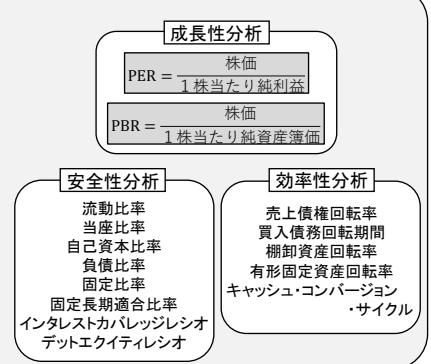 成長性分析
PER = 株価
1株当たり純利益
PBR = 株価
1株当たり純資産簿価
安全性分析
流動比率
当座比率
自己資本比率
負債比率
固定比率
固定長期適合比率
インタレストカバレッジレシオ
デットエクイティレシオ
効率性分析
売上債権回転率
買入債務回転期間
棚卸資産回転率
有形固定資産回転率
キャッシュ・コンバージョン
・サイクル